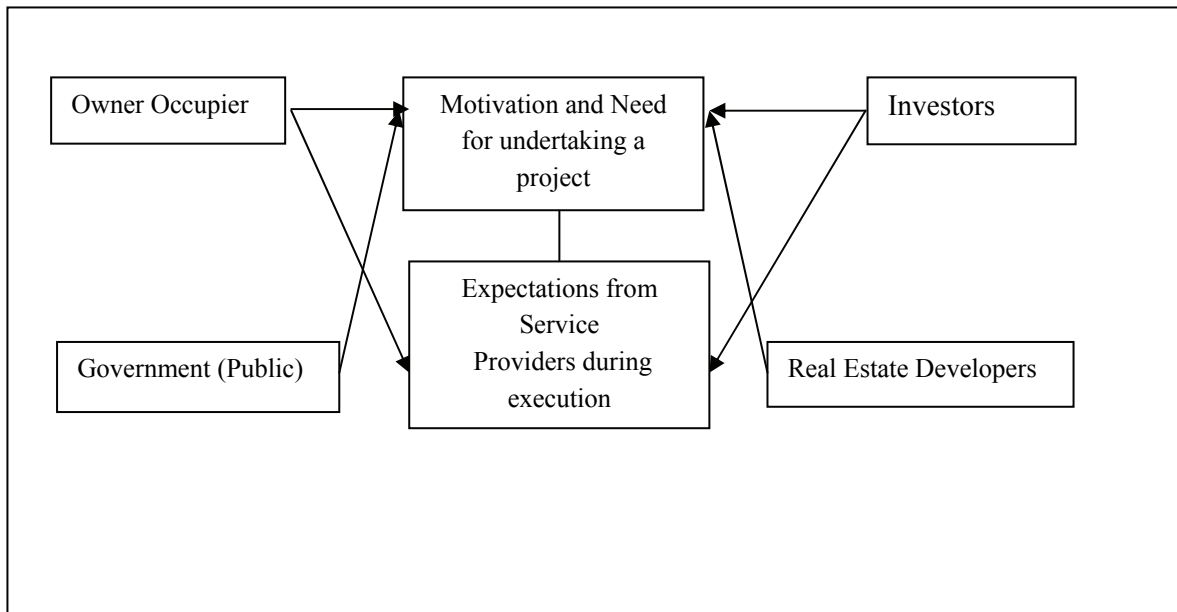 Owner Occupier
Motivation and Need
for undertaking a
project
Investors
Expectations from
Service
Providers during
execution
Government (Public)
Real Estate Developers